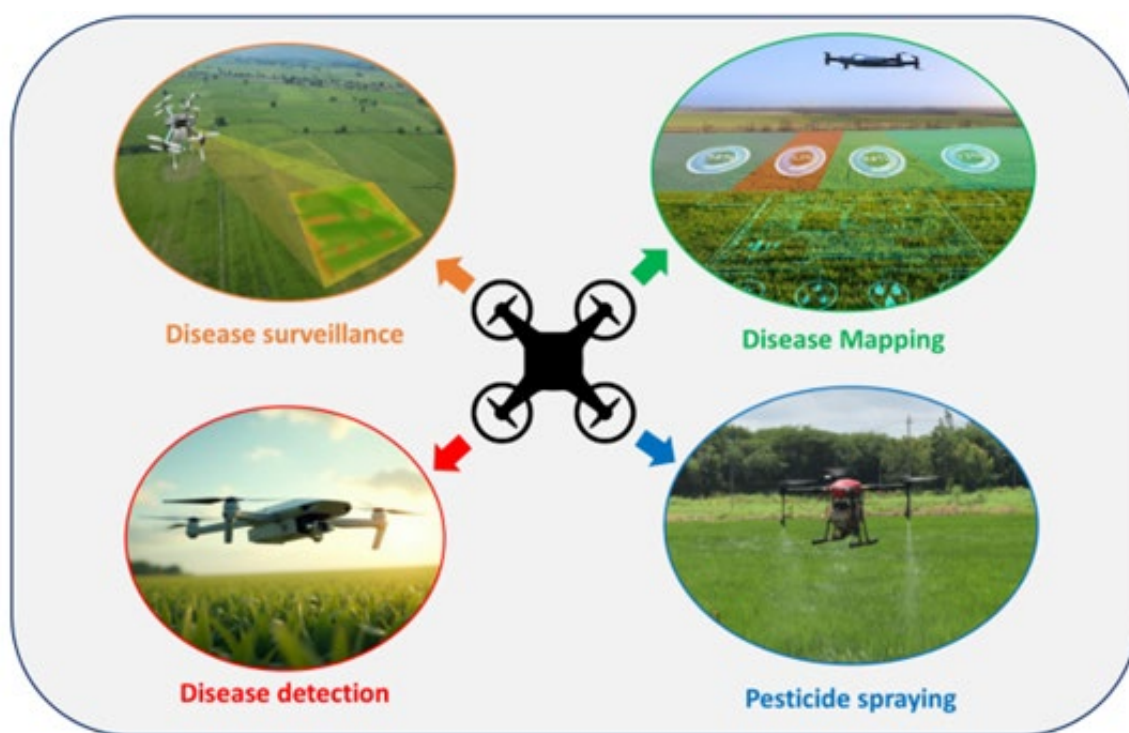 Disease surveillance
Disease Mapping
Disease detection
Pesticide spraying